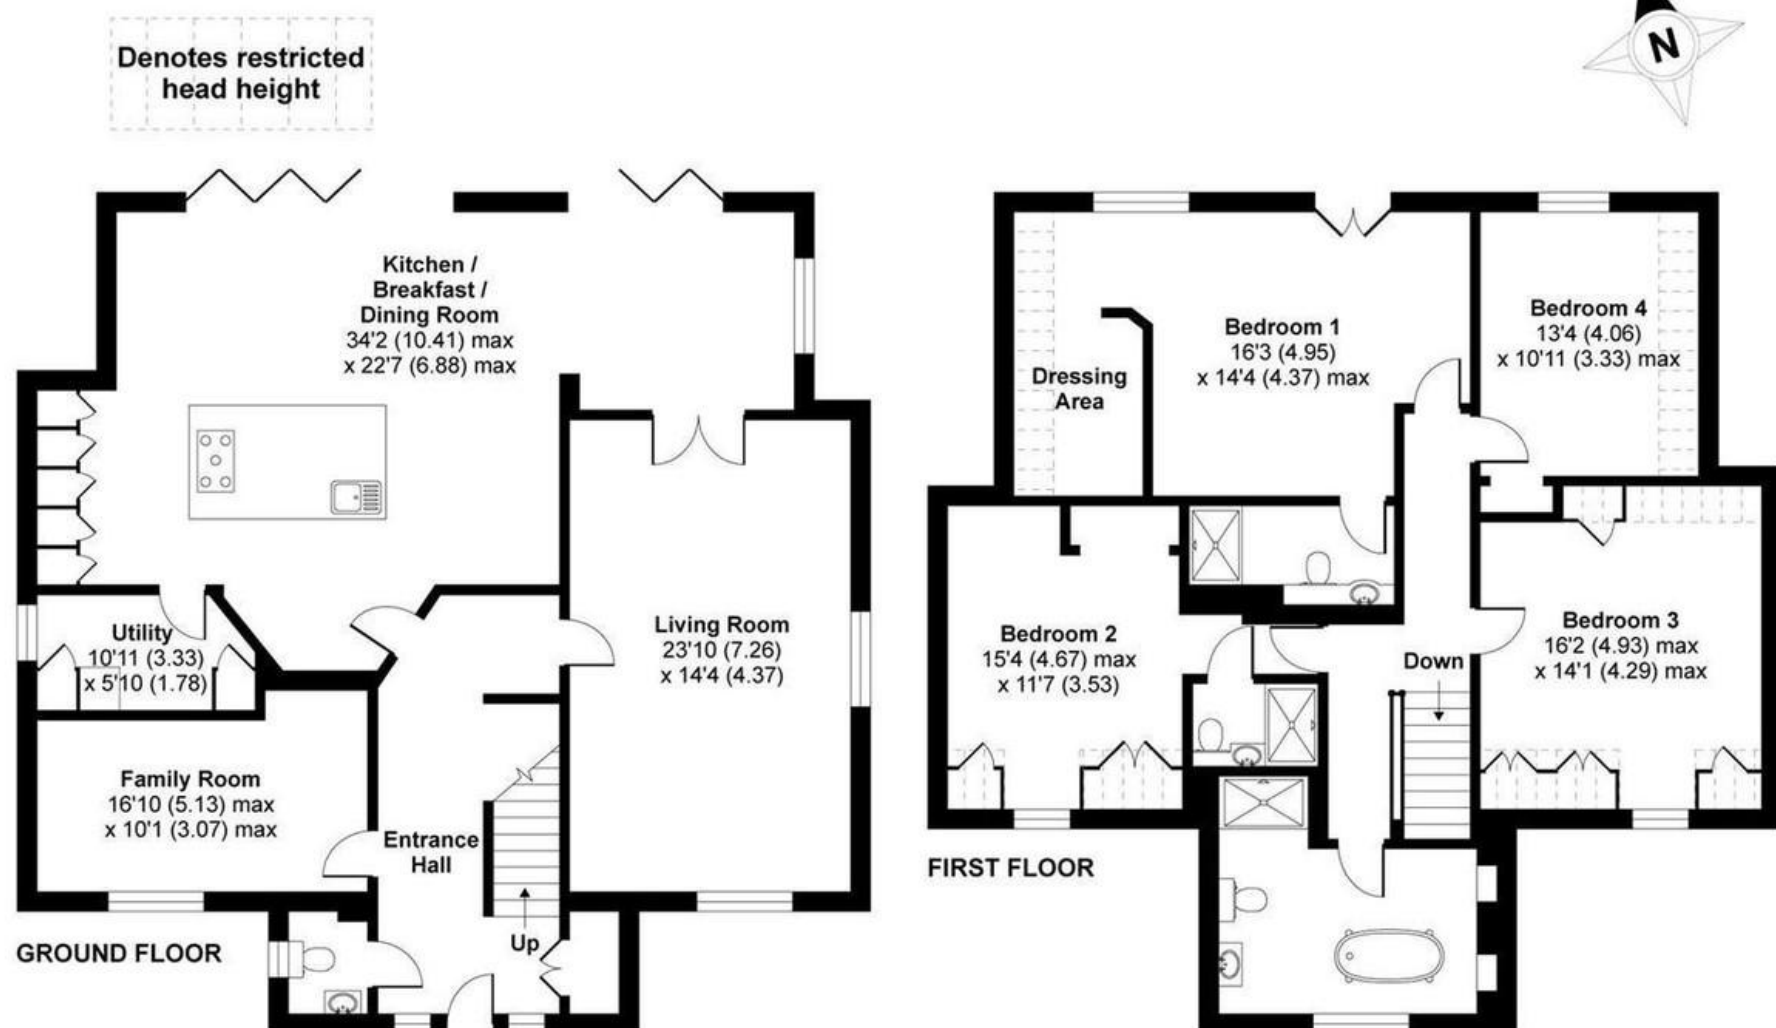 Denotes restricted
head height
N
Kitchen /
Breakfast /
Dining Room
34'2 (10.41) max
x 22'7 (6.88) max
Utility
10'11 (3.33)
x 5'10 (1.78)
Living Room
23'10 (7.26)
x 14'4 (4.37)
Family Room
16'10 (5.13) max
x 10'1 (3.07) max
Entrance
Hall
Up
GROUND FLOOR
Bedroom 1
16'3 (4.95)
x 14'4 (4.37) max
Dressing
Area
Bedroom 4
13'4 (4.06)
x 10'11 (3.33) max
Bedroom 2
15'4 (4.67) max
x 11'7 (3.53)
Down
Bedroom 3
16'2 (4.93) max
x 14'1 (4.29) max
FIRST FLOOR